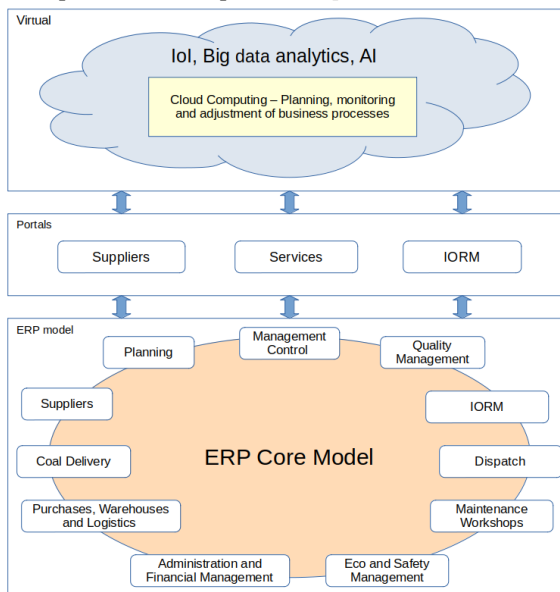 Virtual
IoI, Big data analytics, AI
Cloud Computing – Planning, monitoring
and adjustment of business processes
Portals
Suppliers
Services
IORM
ERP model
Management
Control
Planning
Quality
Management
Suppliers
IORM
ERP Core Model
Coal Delivery
Dispatch
Purchases, Warehouses
and Logistics
Maintenance
Workshops
Administration and
Financial Management
Eco and Safety
Management